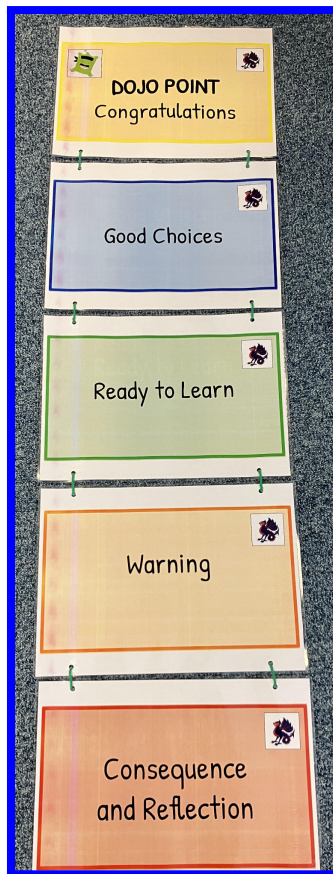 DOJO POINT
Congratulations
Good Choices
Ready to Learn
Warning
Consequence
and Reflection